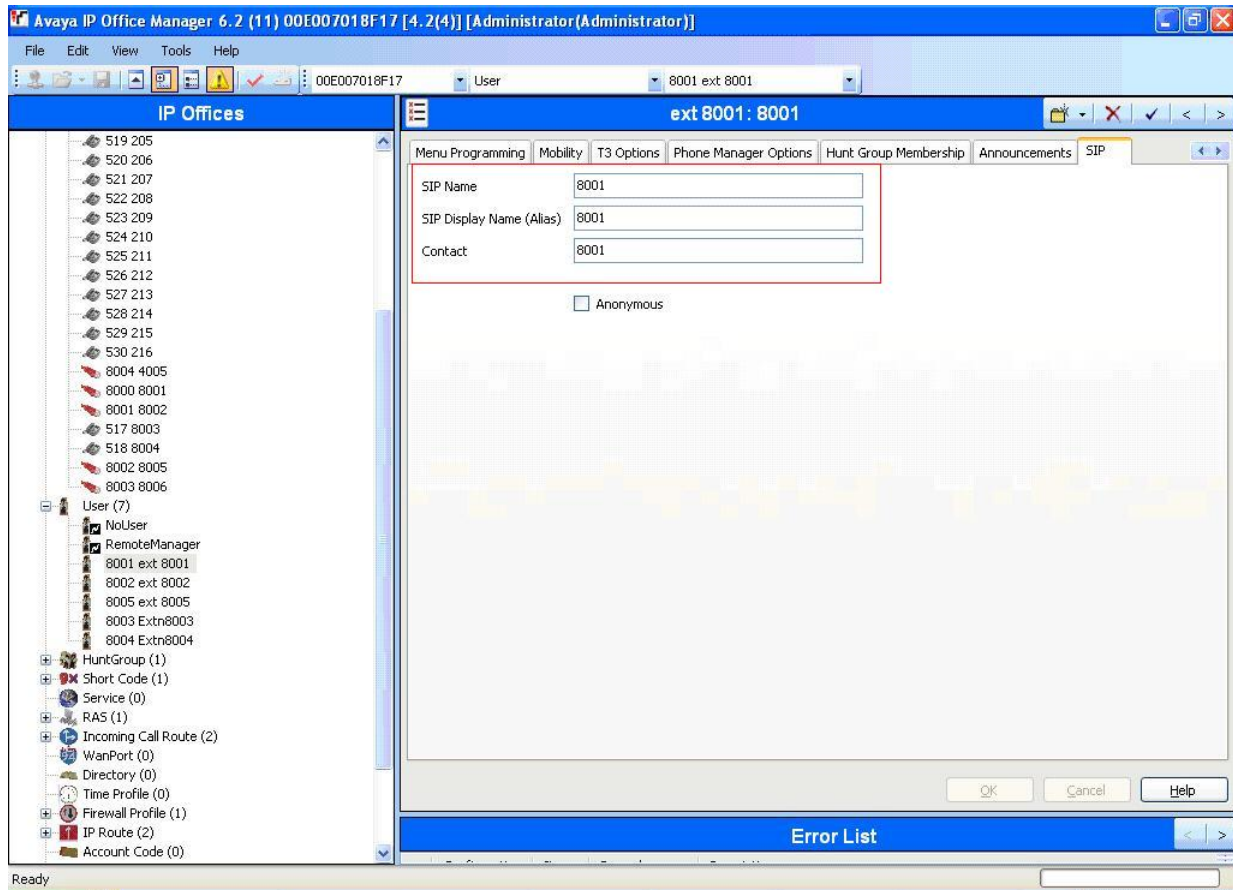 Avaya IP Office Manager 6.2 (11) 00E007018F17 [4.2(4)] [Administrator(Administrator)]
File Edit View Tools Help
00E007018F17 User 8001 ext 8001
IP Offices
519 205
520 206
521 207
522 208
523 209
524 210
525 211
526 212
527 213
528 214
529 215
530 216
8004 4005
8000 8001
8001 8002
517 8003
518 8004
8002 8005
8003 8006
User (7)
NoUser
RemoteManager
8001 ext 8001
8002 ext 8002
8005 ext 8005
8003 Extn8003
8004 Extn8004
HuntGroup (1)
Short Code (1)
Service (0)
RAS (1)
Incoming Call Route (2)
WanPort (0)
Directory (0)
Time Profile (0)
Firewall Profile (1)
IP Route (2)
Account Code (0)
ext 8001: 8001
Menu Programming Mobility T3 Options Phone Manager Options Hunt Group Membership Announcements SIP
SIP Name 8001
SIP Display Name (Alias) 8001
Contact 8001
Anonymous
OK Cancel Help
Error List
Ready